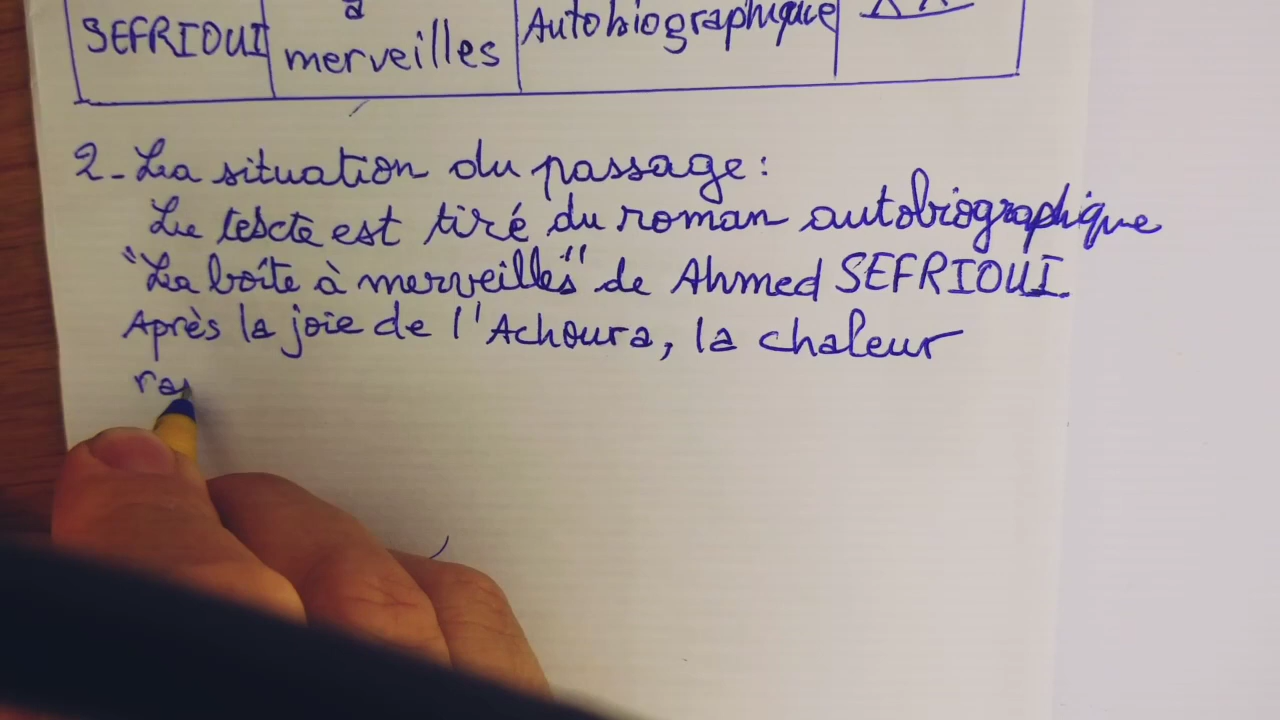 à
SEFRIOUI merveilles Autobiographique
2- La situation du passage :
Le texte est tiré du roman autobiographique
"La boîte à merveilles" de Ahmed SEFRIOUI.
Après la joie de l'Achoura, la chaleur
ra